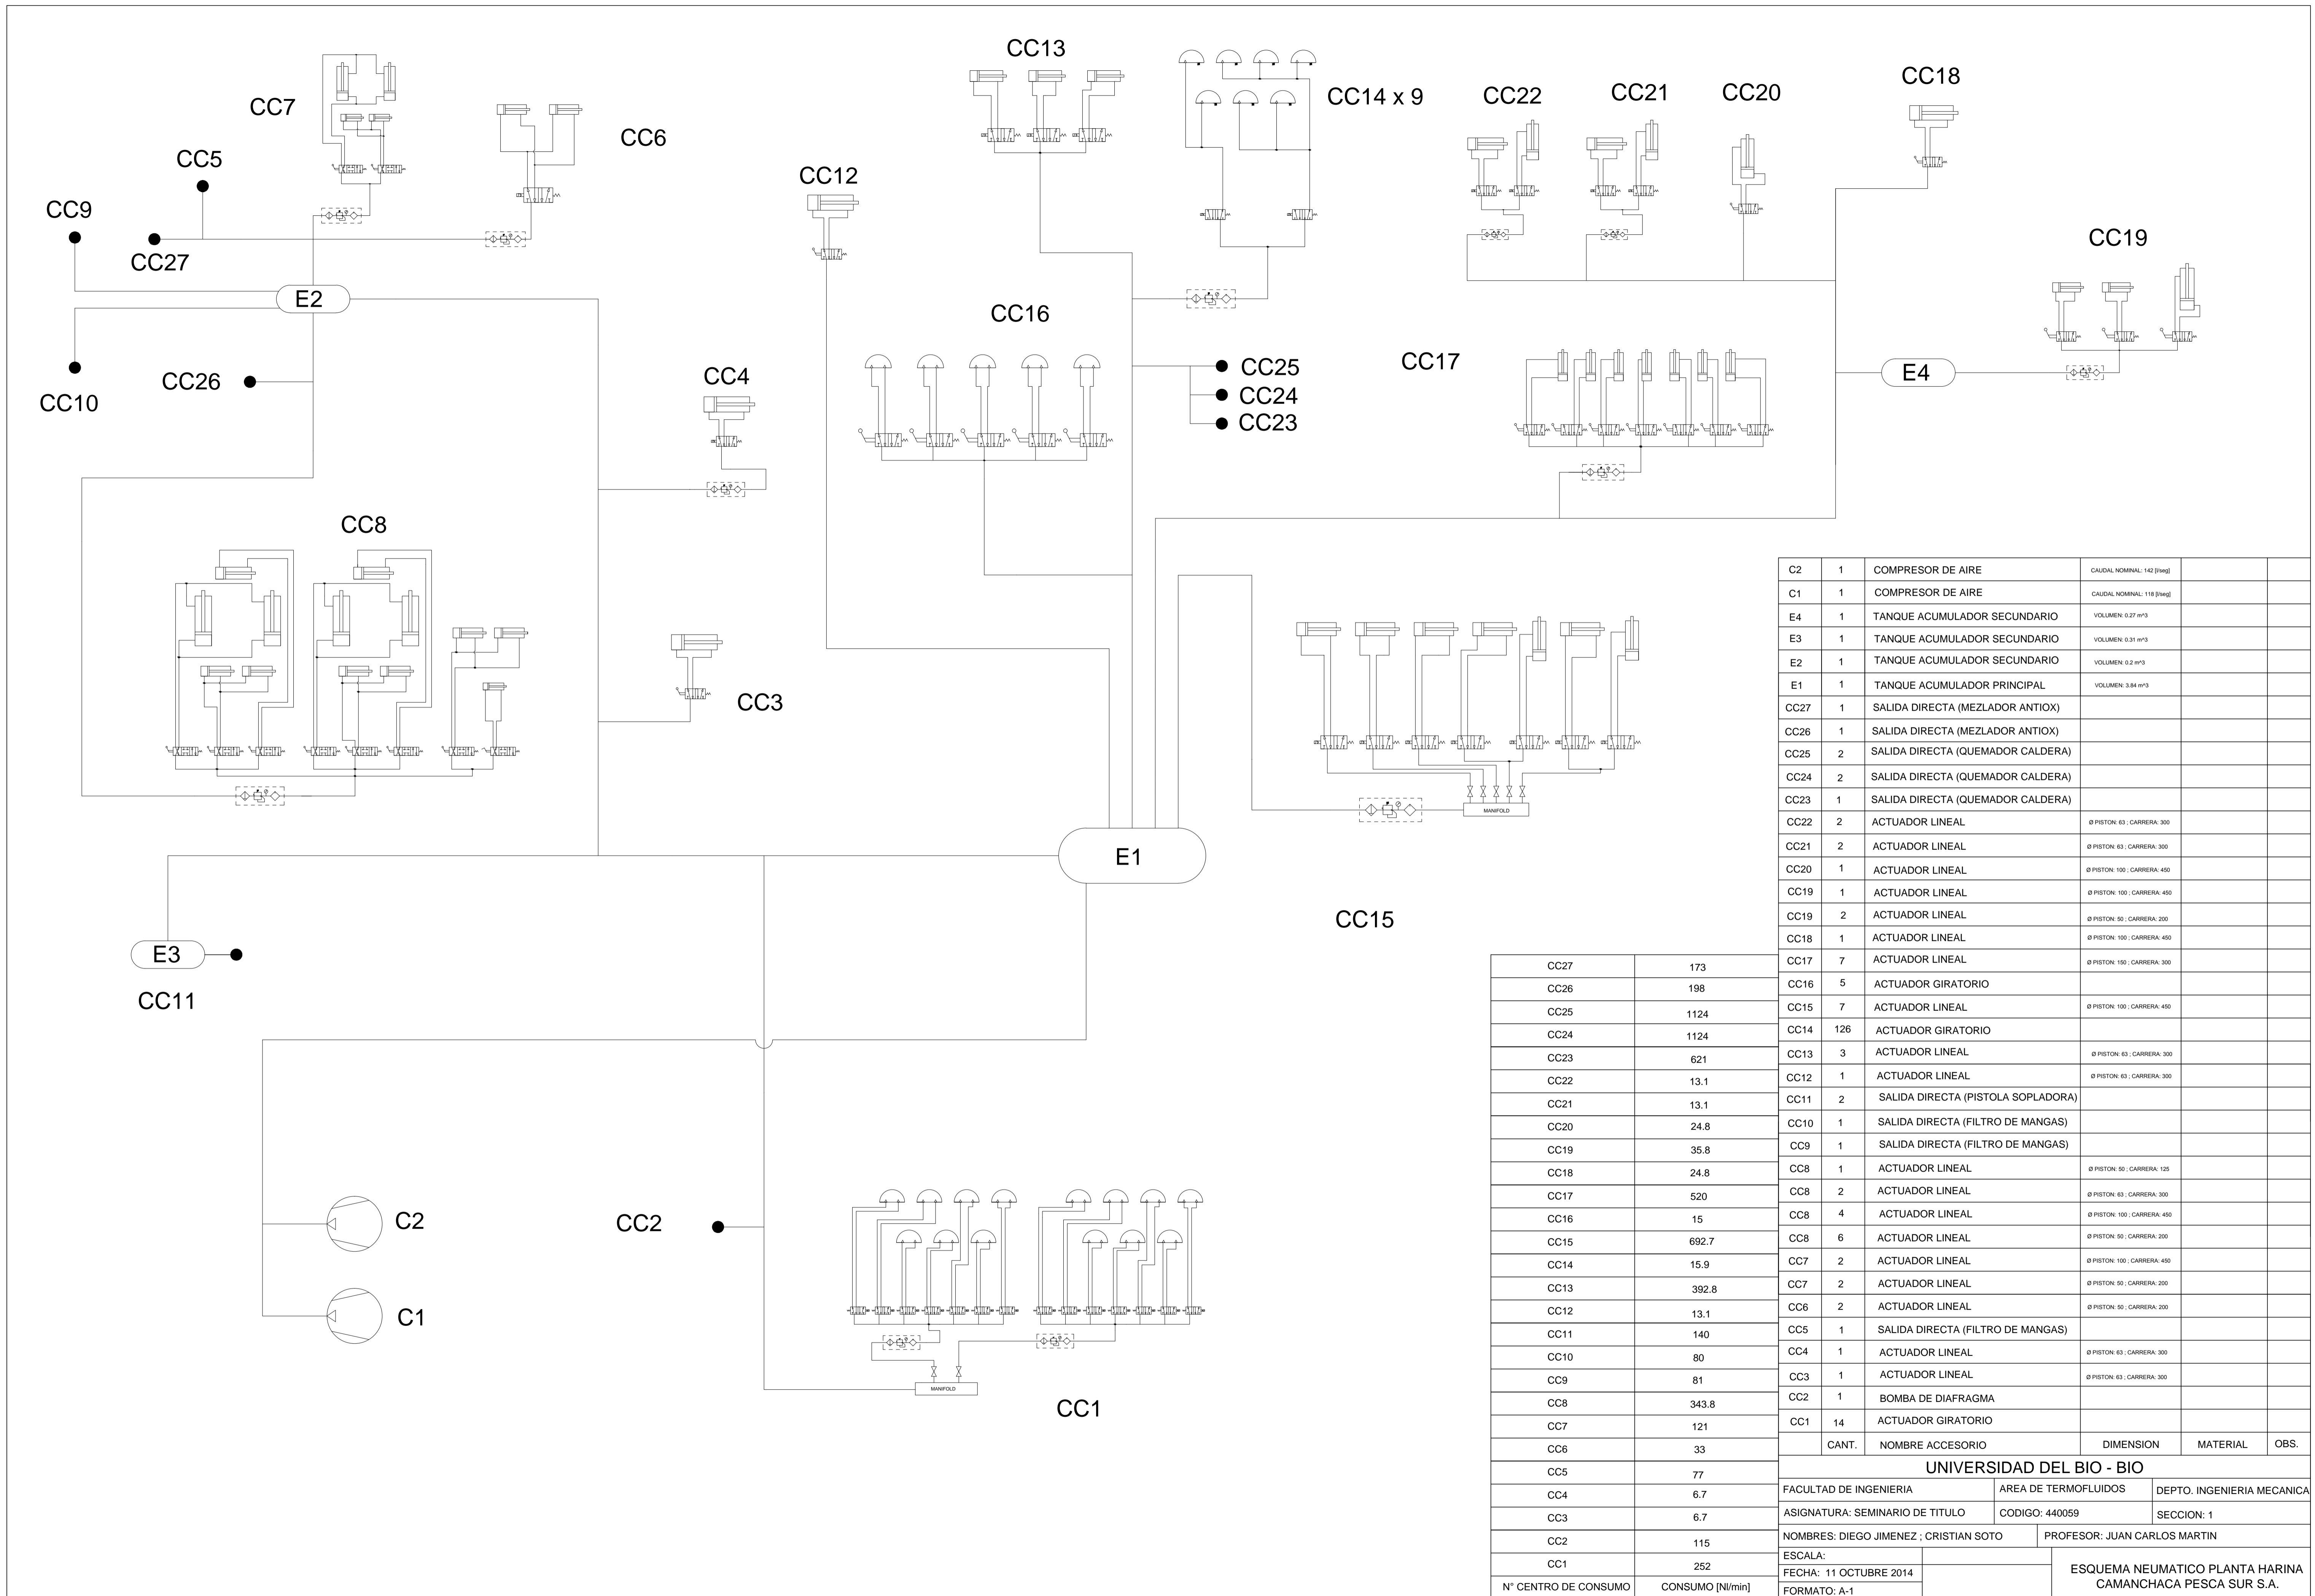 CC13
CC18
CC7
CC14 x 9
CC22
CC21
CC20
CC6
CC5
CC12
CC9
CC19
CC27
E2
CC16
CC17
CC25
CC24
CC23
E4
CC4
CC26
CC10
CC8
CC3
MANIFOLD
E1
CC15
E3
CC11
C2
CC2
C1
MANIFOLD
CC1
C2 1 COMPRESOR DE AIRE CAUDAL NOMINAL: 142 [l/seg]
C1 1 COMPRESOR DE AIRE CAUDAL NOMINAL: 118 [l/seg]
E4 1 TANQUE ACUMULADOR SECUNDARIO VOLUMEN: 0.27 m^3
E3 1 TANQUE ACUMULADOR SECUNDARIO VOLUMEN: 0.31 m^3
E2 1 TANQUE ACUMULADOR SECUNDARIO VOLUMEN: 0.2 m^3
E1 1 TANQUE ACUMULADOR PRINCIPAL VOLUMEN: 3.84 m^3
CC27 1 SALIDA DIRECTA (MEZLADOR ANTIOX)
CC26 1 SALIDA DIRECTA (MEZLADOR ANTIOX)
CC25 2 SALIDA DIRECTA (QUEMADOR CALDERA)
CC24 2 SALIDA DIRECTA (QUEMADOR CALDERA)
CC23 1 SALIDA DIRECTA (QUEMADOR CALDERA)
CC22 2 ACTUADOR LINEAL Ø PISTON: 63 ; CARRERA: 300
CC21 2 ACTUADOR LINEAL Ø PISTON: 63 ; CARRERA: 300
CC20 1 ACTUADOR LINEAL Ø PISTON: 100 ; CARRERA: 450
CC19 1 ACTUADOR LINEAL Ø PISTON: 100 ; CARRERA: 450
CC19 2 ACTUADOR LINEAL Ø PISTON: 50 ; CARRERA: 200
CC18 1 ACTUADOR LINEAL Ø PISTON: 100 ; CARRERA: 450
CC17 7 ACTUADOR LINEAL Ø PISTON: 150 ; CARRERA: 300
CC16 5 ACTUADOR GIRATORIO
CC15 7 ACTUADOR LINEAL Ø PISTON: 100 ; CARRERA: 450
CC14 126 ACTUADOR GIRATORIO
CC13 3 ACTUADOR LINEAL Ø PISTON: 63 ; CARRERA: 300
CC12 1 ACTUADOR LINEAL Ø PISTON: 63 ; CARRERA: 300
CC11 2 SALIDA DIRECTA (PISTOLA SOPLADORA)
CC10 1 SALIDA DIRECTA (FILTRO DE MANGAS)
CC9 1 SALIDA DIRECTA (FILTRO DE MANGAS)
CC8 1 ACTUADOR LINEAL Ø PISTON: 50 ; CARRERA: 125
CC8 2 ACTUADOR LINEAL Ø PISTON: 63 ; CARRERA: 300
CC8 4 ACTUADOR LINEAL Ø PISTON: 100 ; CARRERA: 450
CC8 6 ACTUADOR LINEAL Ø PISTON: 50 ; CARRERA: 200
CC7 2 ACTUADOR LINEAL Ø PISTON: 100 ; CARRERA: 450
CC7 2 ACTUADOR LINEAL Ø PISTON: 50 ; CARRERA: 200
CC6 2 ACTUADOR LINEAL Ø PISTON: 50 ; CARRERA: 200
CC5 1 SALIDA DIRECTA (FILTRO DE MANGAS)
CC4 1 ACTUADOR LINEAL Ø PISTON: 63 ; CARRERA: 300
CC3 1 ACTUADOR LINEAL Ø PISTON: 63 ; CARRERA: 300
CC2 1 BOMBA DE DIAFRAGMA
CC1 14 ACTUADOR GIRATORIO
CANT. NOMBRE ACCESORIO DIMENSION MATERIAL OBS.
CC27 173
CC26 198
CC25 1124
CC24 1124
CC23 621
CC22 13.1
CC21 13.1
CC20 24.8
CC19 35.8
CC18 24.8
CC17 520
CC16 15
CC15 692.7
CC14 15.9
CC13 392.8
CC12 13.1
CC11 140
CC10 80
CC9 81
CC8 343.8
CC7 121
CC6 33
CC5 77
CC4 6.7
CC3 6.7
CC2 115
CC1 252
N° CENTRO DE CONSUMO CONSUMO [Nl/min]
UNIVERSIDAD DEL BIO - BIO
FACULTAD DE INGENIERIA AREA DE TERMOFLUIDOS DEPTO. INGENIERIA MECANICA
ASIGNATURA: SEMINARIO DE TITULO CODIGO: 440059 SECCION: 1
NOMBRES: DIEGO JIMENEZ ; CRISTIAN SOTO PROFESOR: JUAN CARLOS MARTIN
ESCALA:
FECHA: 11 OCTUBRE 2014
FORMATO: A-1
ESQUEMA NEUMATICO PLANTA HARINA
CAMANCHACA PESCA SUR S.A.